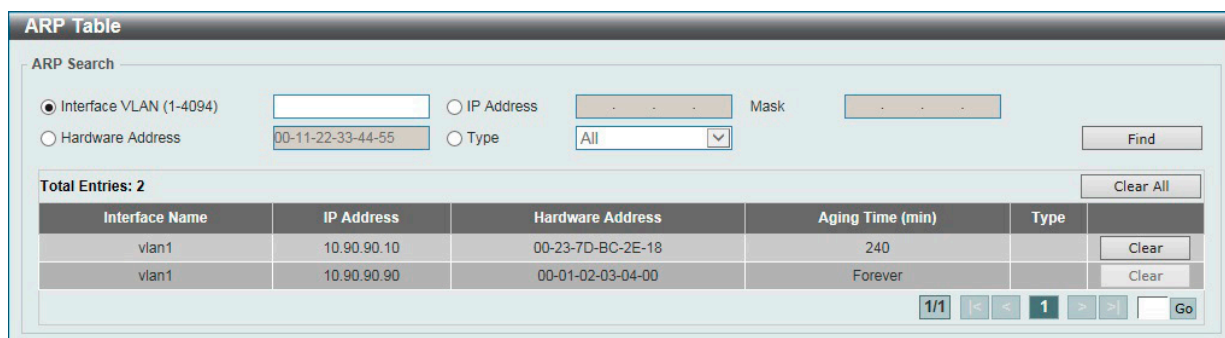 ARP Table
ARP Search
Interface VLAN (1-4094) IP Address . . . Mask . . .
Hardware Address 00-11-22-33-44-55 Type All Find
Total Entries: 2 Clear All
Interface Name IP Address Hardware Address Aging Time (min) Type
vlan1 10.90.90.10 00-23-7D-BC-2E-18 240 Clear
vlan1 10.90.90.90 00-01-02-03-04-00 Forever Clear
1/1 |< < 1 > >| Go